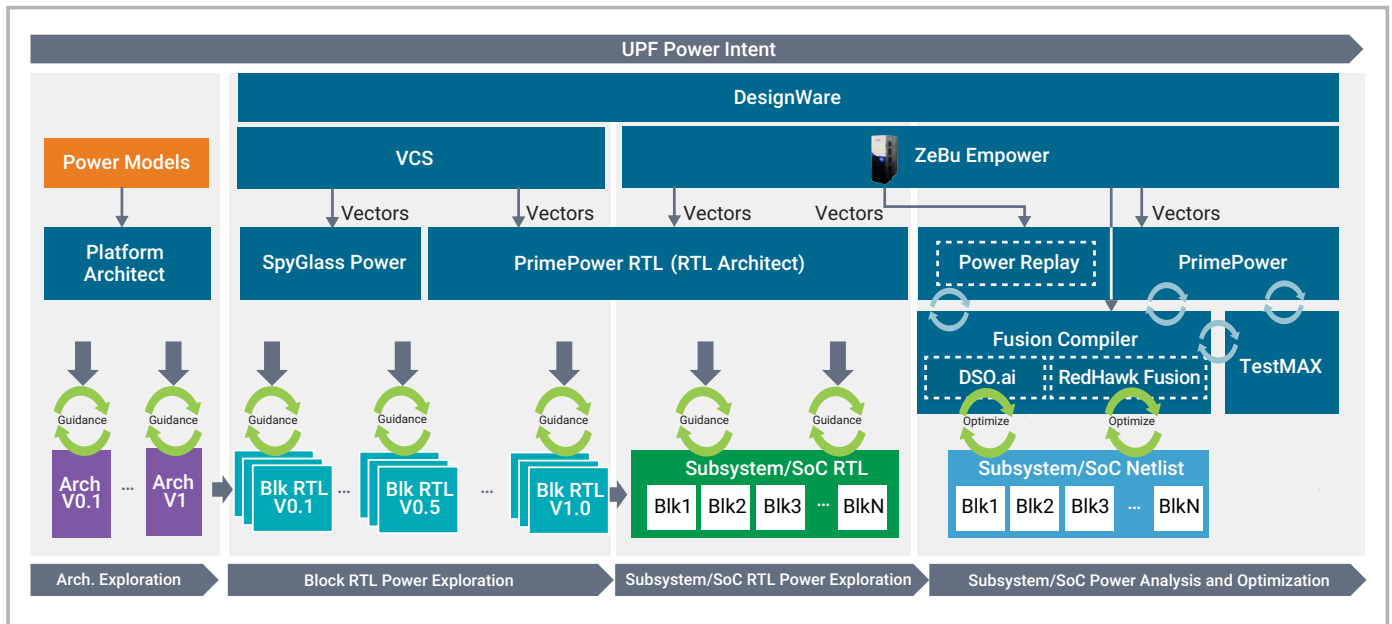 UPF Power Intent
DesignWare
VCS
ZeBu Empower
Power Models
Vectors
Vectors
Vectors
Vectors
Vectors
Platform
Architect
SpyGlass Power
PrimePower RTL (RTL Architect)
Power Replay
PrimePower
Fusion Compiler
DSO.ai
RedHawk Fusion
TestMAX
Guidance
Guidance
Guidance
Guidance
Guidance
Guidance
Guidance
Optimize
Optimize
Arch
V0.1
...
Arch
V1
Blk RTL
V0.1
...
Blk RTL
V0.5
...
Blk RTL
V1.0
Subsystem/SoC RTL
Blk1
Blk2
Blk3
...
BlkN
Subsystem/SoC Netlist
Blk1
Blk2
Blk3
...
BlkN
Arch. Exploration
Block RTL Power Exploration
Subsystem/SoC RTL Power Exploration
Subsystem/SoC Power Analysis and Optimization